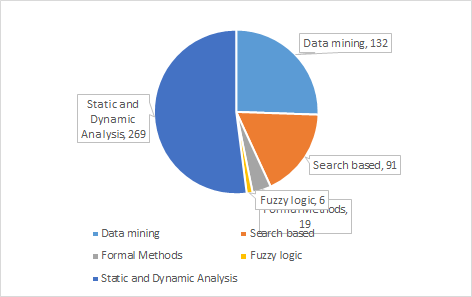 Data mining, 132
Static and
Dynamic
Analysis, 269
Search based, 91
Fuzzy logic, 6
Formal Methods,
19
Data mining
Search based
Formal Methods
Fuzzy logic
Static and Dynamic Analysis